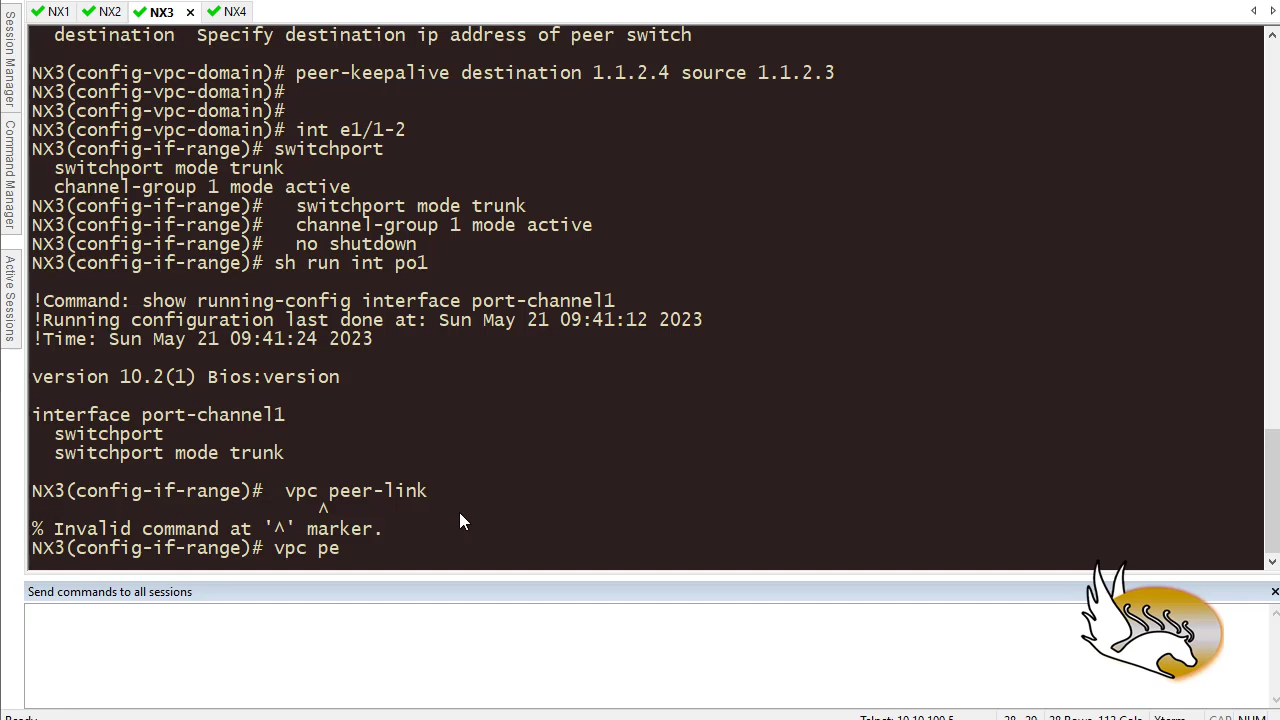 NX1 NX2 NX3 × NX4
destination  Specify destination ip address of peer switch
NX3(config-vpc-domain)# peer-keepalive destination 1.1.2.4 source 1.1.2.3
NX3(config-vpc-domain)#
NX3(config-vpc-domain)#
NX3(config-vpc-domain)# int e1/1-2
NX3(config-if-range)# switchport
  switchport mode trunk
  channel-group 1 mode active
NX3(config-if-range)#   switchport mode trunk
NX3(config-if-range)#   channel-group 1 mode active
NX3(config-if-range)#   no shutdown
NX3(config-if-range)# sh run int po1
!Command: show running-config interface port-channel1
!Running configuration last done at: Sun May 21 09:41:12 2023
!Time: Sun May 21 09:41:24 2023
version 10.2(1) Bios:version
interface port-channel1
  switchport
  switchport mode trunk
NX3(config-if-range)#  vpc peer-link
^
% Invalid command at '^' marker.
NX3(config-if-range)# vpc pe
Session Manager
Command Manager
Active Sessions
Send commands to all sessions